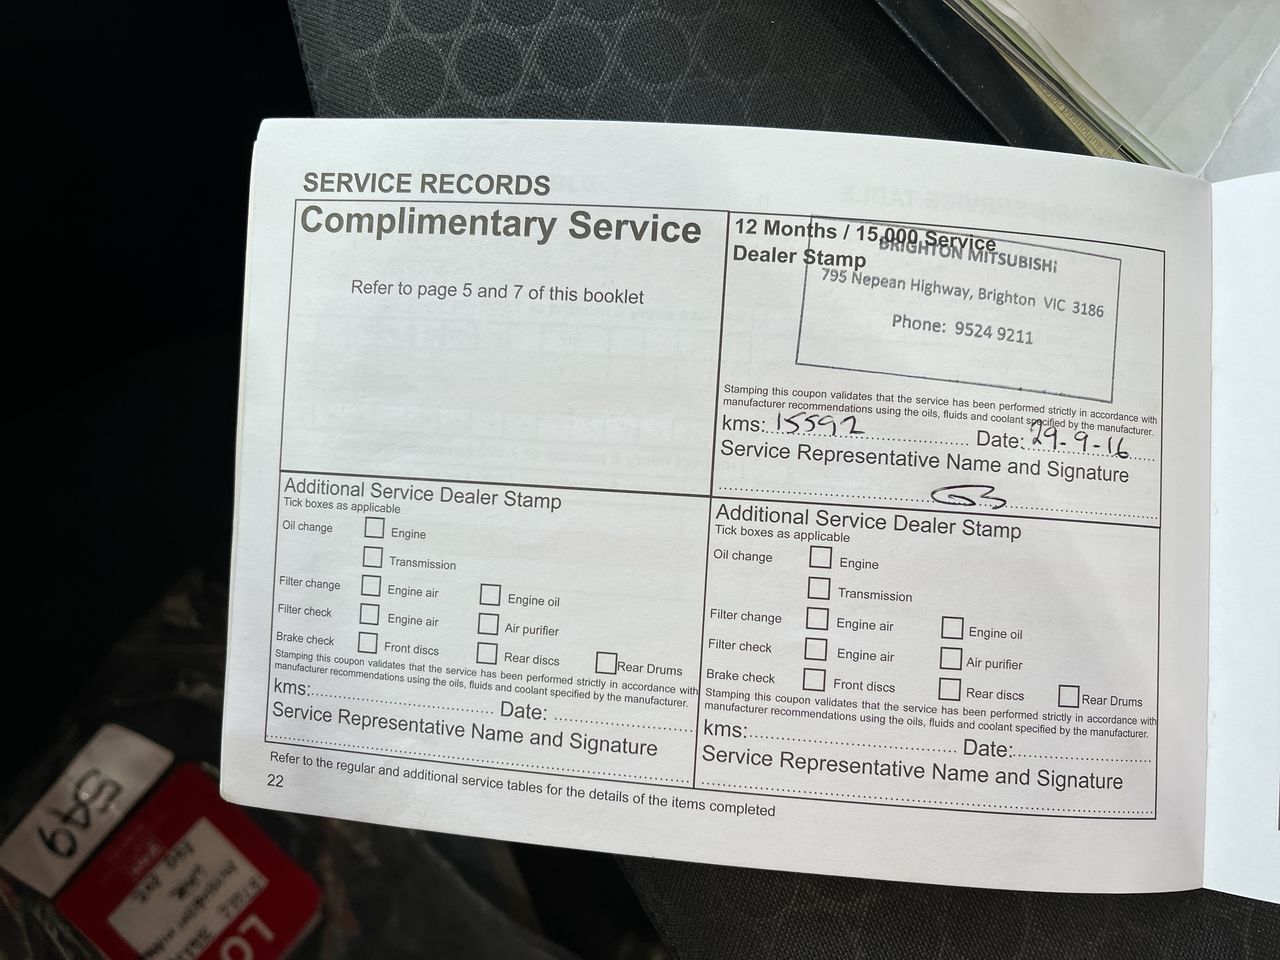 SERVICE RECORDS
Complimentary Service
Refer to page 5 and 7 of this booklet
12 Months / 15,000 Service
Dealer Stamp
BRIGHTON MITSUBISHI
795 Nepean Highway, Brighton VIC 3186
Phone: 9524 9211
Stamping this coupon validates that the service has been performed strictly in accordance with
manufacturer recommendations using the oils, fluids and coolant specified by the manufacturer.
kms: 15592 Date: 29-9-16
Service Representative Name and Signature
Additional Service Dealer Stamp
Tick boxes as applicable
Oil change Engine
Transmission
Filter change Engine air Engine oil
Filter check Engine air Air purifier
Brake check Front discs Rear discs Rear Drums
Stamping this coupon validates that the service has been performed strictly in accordance with
manufacturer recommendations using the oils, fluids and coolant specified by the manufacturer.
kms: Date:
Service Representative Name and Signature
Additional Service Dealer Stamp
Tick boxes as applicable
Oil change Engine
Transmission
Filter change Engine air Engine oil
Filter check Engine air Air purifier
Brake check Front discs Rear discs Rear Drums
Stamping this coupon validates that the service has been performed strictly in accordance with
manufacturer recommendations using the oils, fluids and coolant specified by the manufacturer.
kms: Date:
Service Representative Name and Signature
Refer to the regular and additional service tables for the details of the items completed
22
549
LO